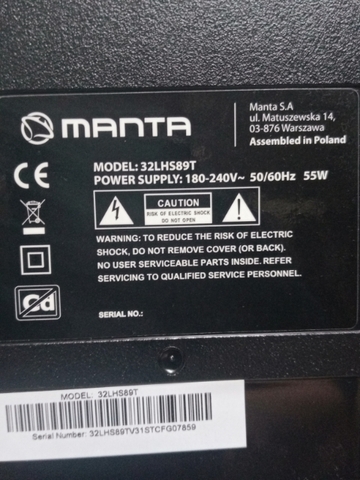 MANTA
Manta S.A
ul. Matuszewska 14,
03-876 Warszawa
Assembled in Poland
MODEL: 32LHS89T
POWER SUPPLY: 180-240V~ 50/60Hz 55W
CE
CAUTION
RISK OF ELECTRIC SHOCK
DO NOT OPEN
WARNING: TO REDUCE THE RISK OF ELECTRIC
SHOCK, DO NOT REMOVE COVER (OR BACK).
NO USER SERVICEABLE PARTS INSIDE. REFER
SERVICING TO QUALIFIED SERVICE PERSONNEL.
Cd
SERIAL NO.:
MODEL: 32LHS89T
Serial Number: 32LHS89TV31STCFG07859